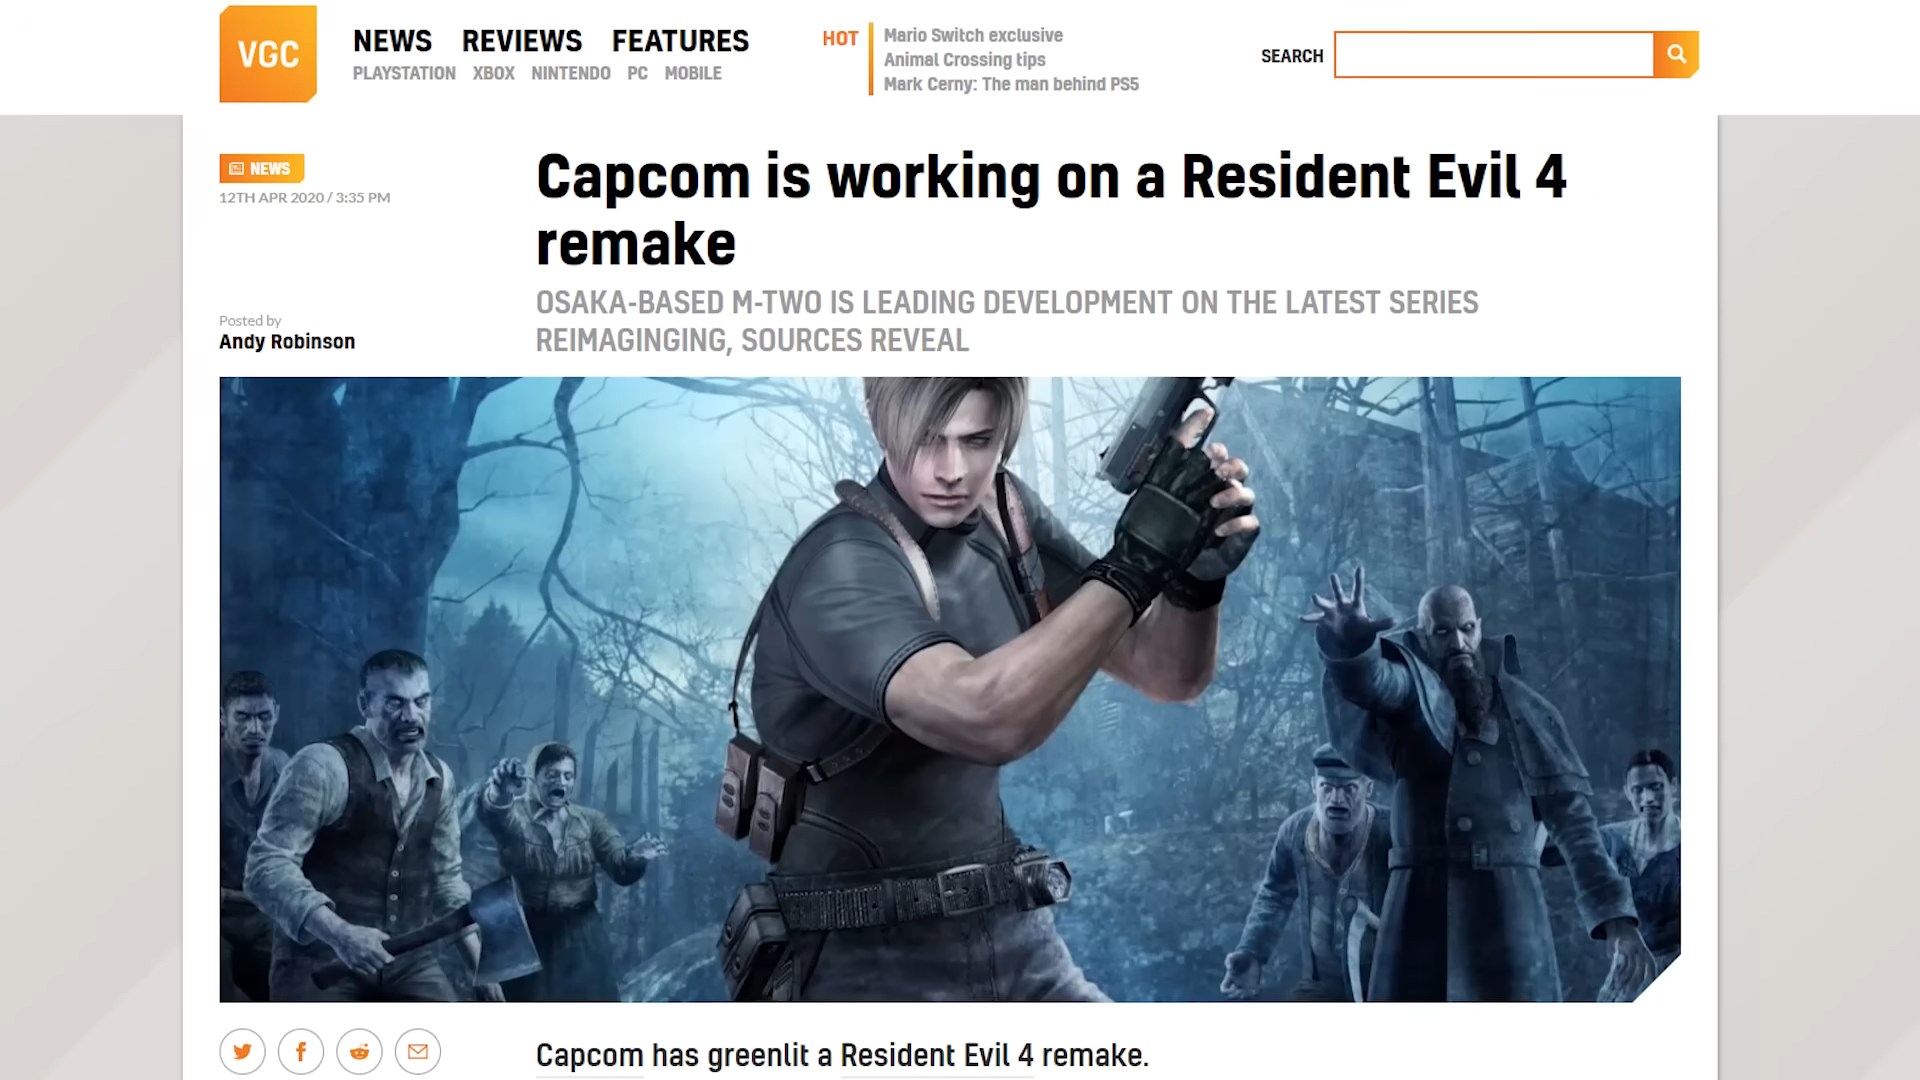 VGC
NEWS REVIEWS FEATURES
PLAYSTATION XBOX NINTENDO PC MOBILE
HOT
Mario Switch exclusive
Animal Crossing tips
Mark Cerny: The man behind PS5
SEARCH
NEWS
12TH APR 2020 / 3:35 PM
Posted by
Andy Robinson
Capcom is working on a Resident Evil 4
remake
OSAKA-BASED M-TWO IS LEADING DEVELOPMENT ON THE LATEST SERIES
REIMAGINGING, SOURCES REVEAL
Capcom has greenlit a Resident Evil 4 remake.